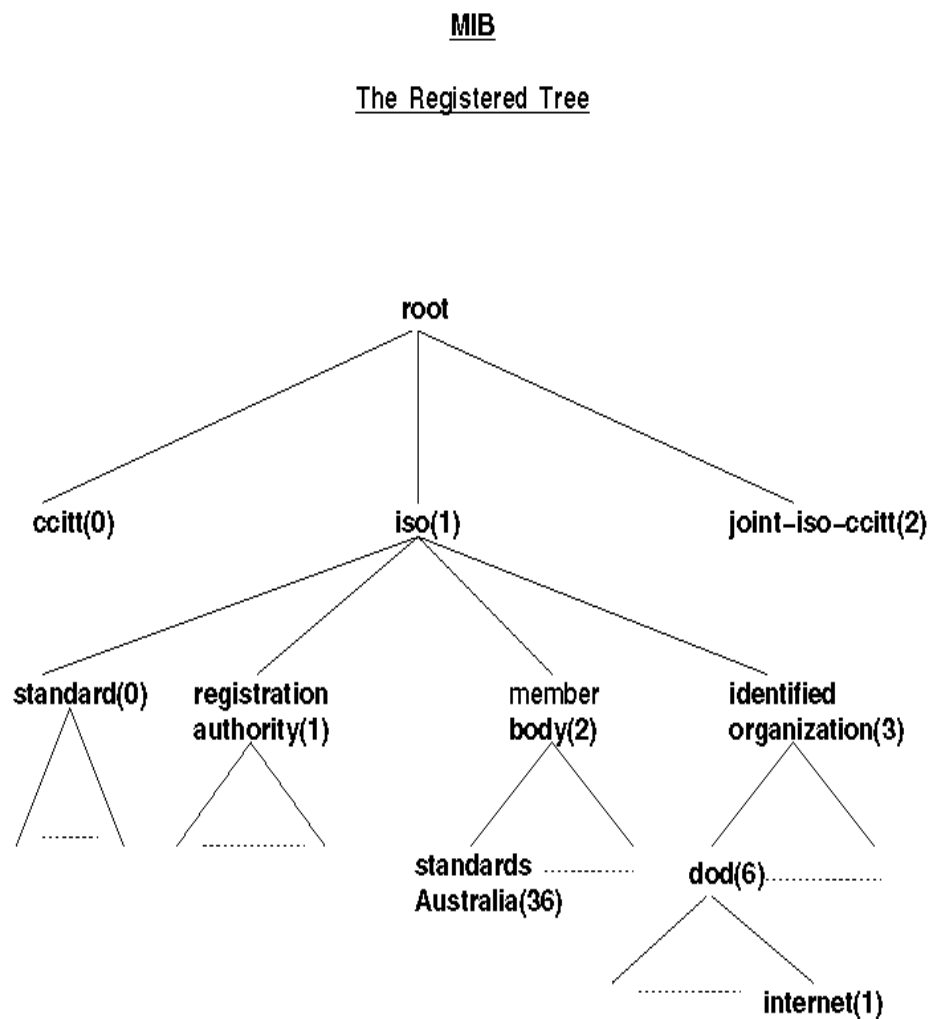 MIB
The Registered Tree
root
ccitt(0)
iso(1)
joint-iso-ccitt(2)
standard(0)
registration
authority(1)
member
body(2)
identified
organization(3)
standards
Australia(36)
dod(6)
internet(1)